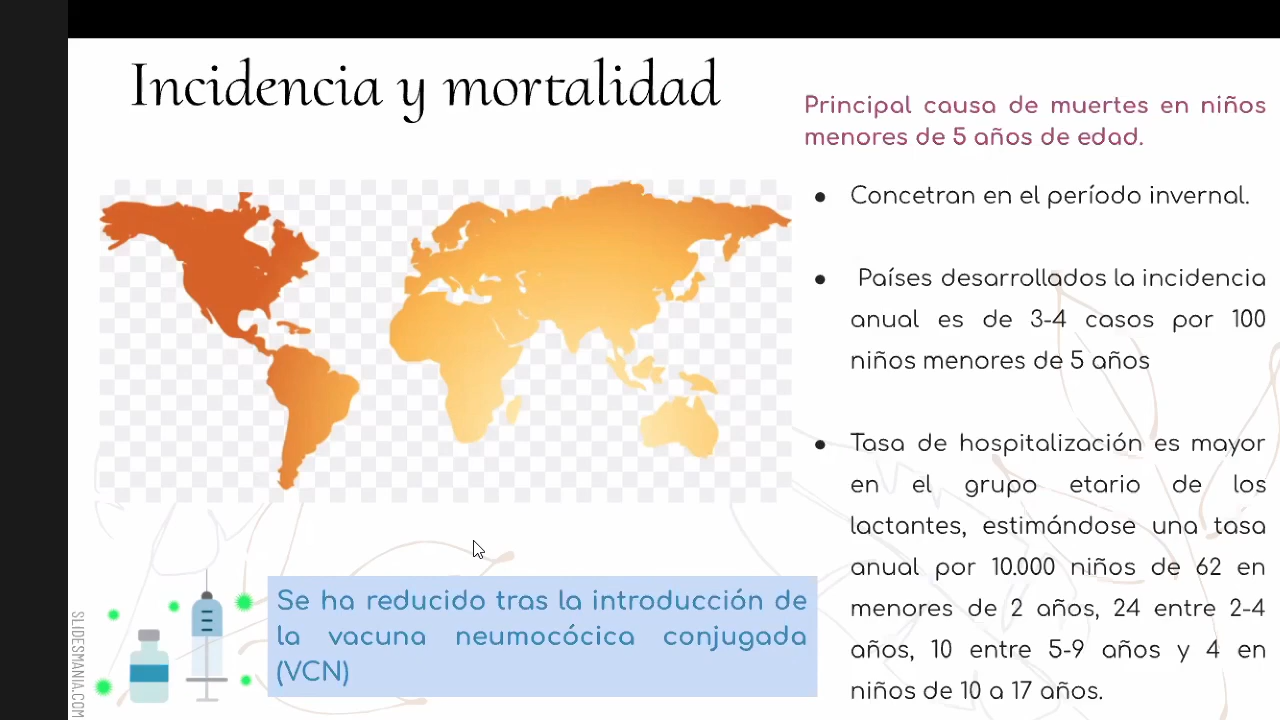 Incidencia y mortalidad
Principal causa de muertes en niños
menores de 5 años de edad.
● Concetran en el período invernal.
● Países desarrollados la incidencia
anual es de 3-4 casos por 100
niños menores de 5 años
● Tasa de hospitalización es mayor
en el grupo etario de los
lactantes, estimándose una tasa
anual por 10.000 niños de 62 en
menores de 2 años, 24 entre 2-4
años, 10 entre 5-9 años y 4 en
niños de 10 a 17 años.
Se ha reducido tras la introducción de
la vacuna neumocócica conjugada
(VCN)
SLIDESMANIA.COM